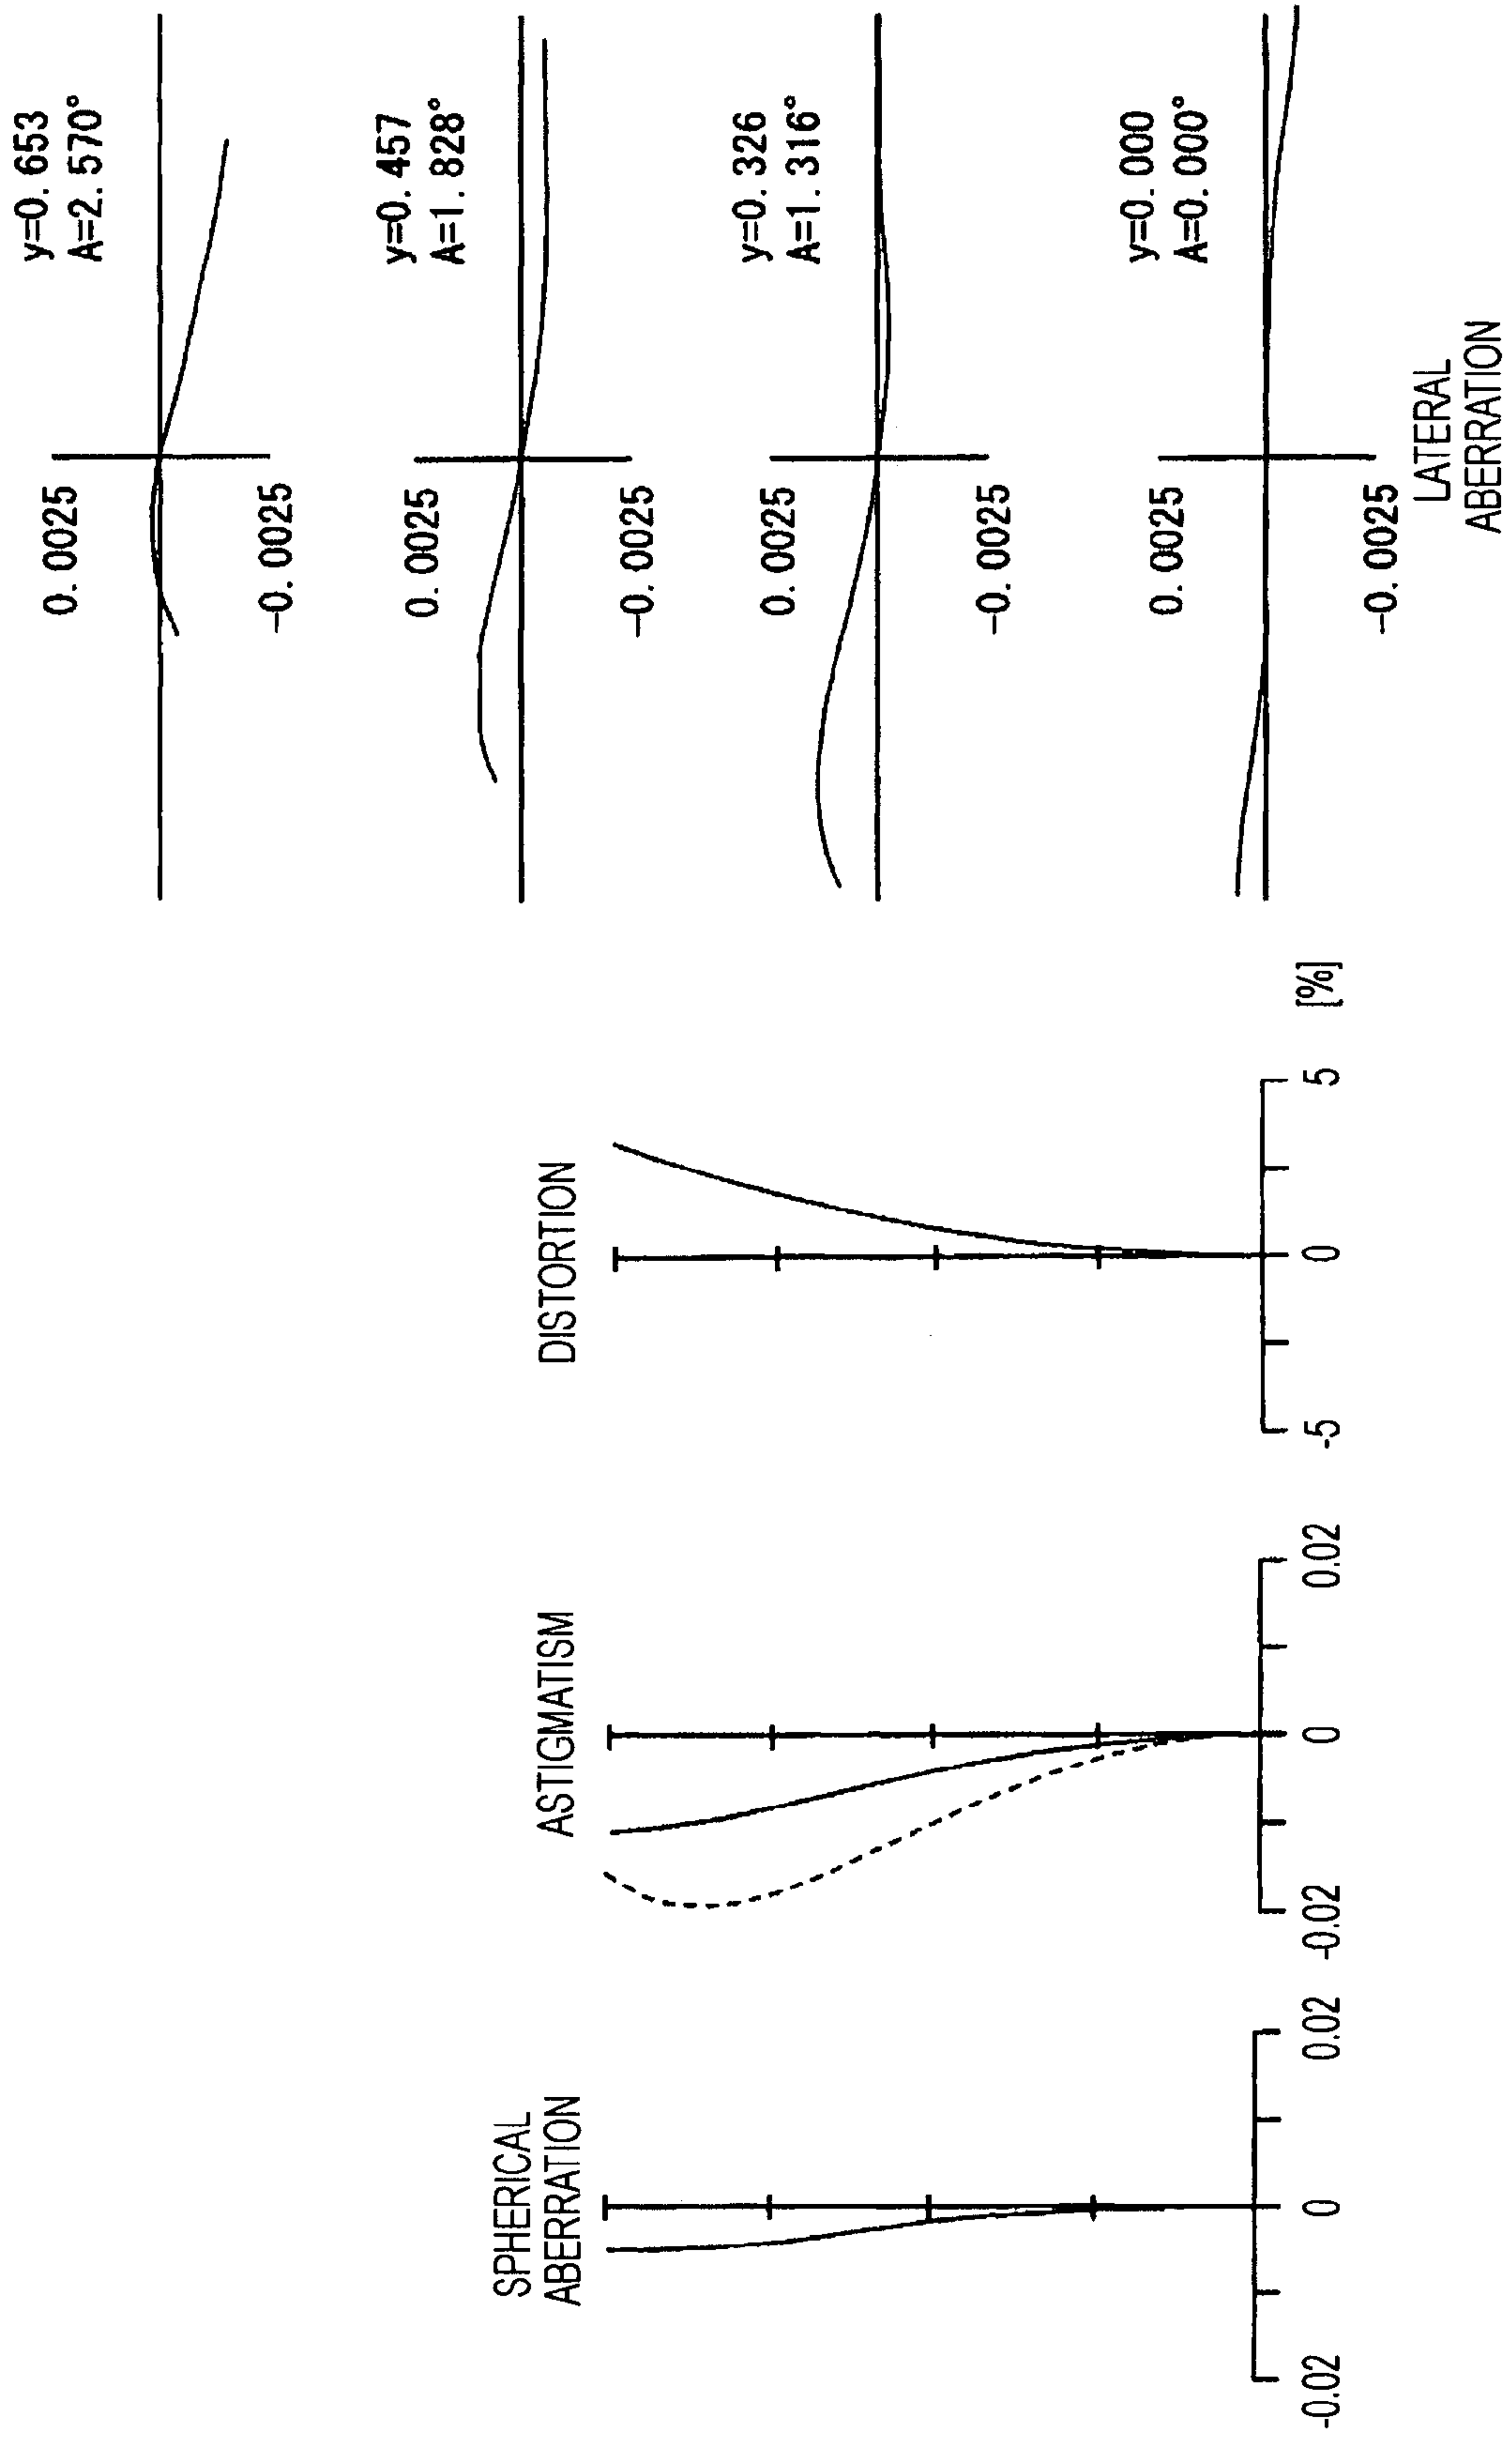 SPHERICAL
ABERRATION
-0.02
0
0.02
ASTIGMATISM
-0.02
0
0.02
DISTORTION
-5
0
5
[%]
0.0025
-0.0025
y=0.653
A=2.570°
0.0025
-0.0025
y=0.457
A=1.828°
0.0025
-0.0025
y=0.326
A=1.316°
0.0025
-0.0025
y=0.000
A=0.000°
LATERAL
ABERRATION